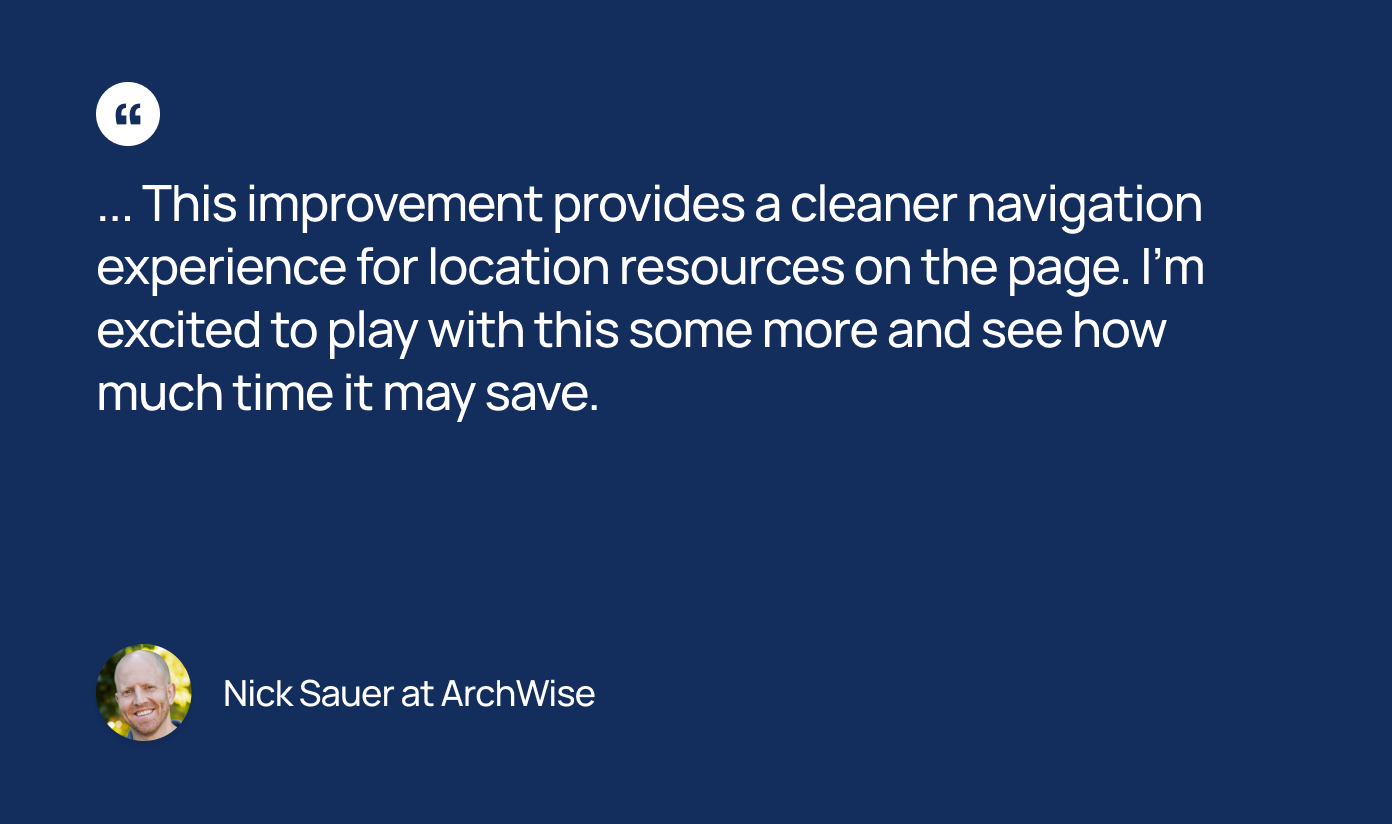 “
... This improvement provides a cleaner navigation
experience for location resources on the page. I’m
excited to play with this some more and see how
much time it may save.
Nick Sauer at ArchWise